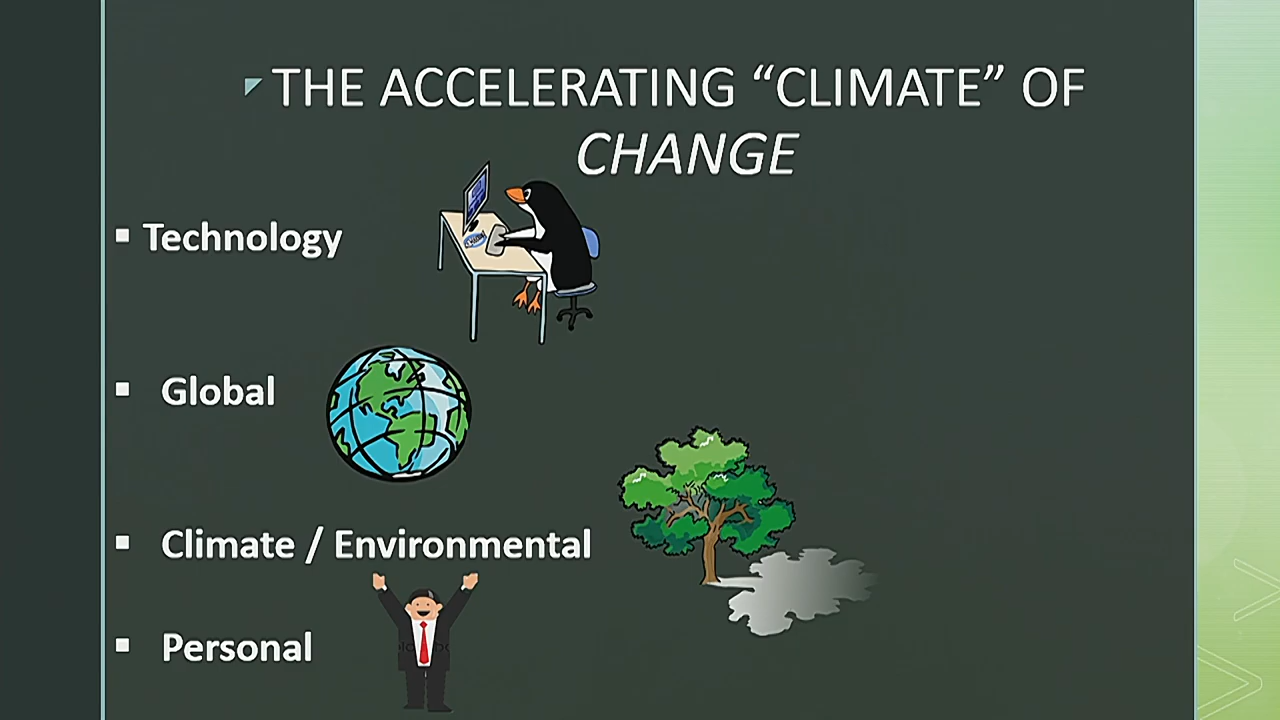 THE ACCELERATING “CLIMATE” OF
CHANGE
Technology
Global
Climate / Environmental
Personal